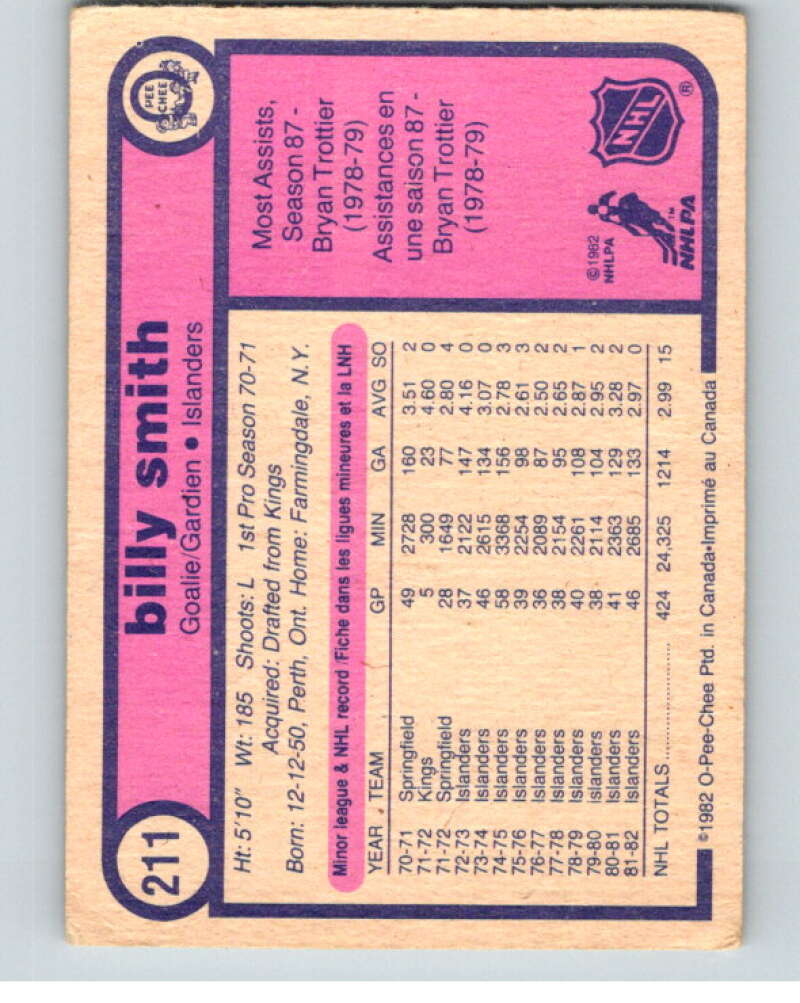 211
billy smith
Goalie/Gardien • Islanders
O
PEE
CHEE
Ht: 5'10" Wt: 185 Shoots: L 1st Pro Season 70-71
Acquired: Drafted from Kings
Born: 12-12-50, Perth, Ont. Home: Farmingdale, N.Y.
Minor league & NHL record/Fiche dans les ligues mineures et la LNH
YEAR TEAM GP MIN GA AVG SO
70-71 Springfield 49 2728 160 3.51 2
71-72 Kings 5 300 23 4.60 0
71-72 Springfield 28 1649 77 2.80 4
72-73 Islanders 37 2122 147 4.16 0
73-74 Islanders 46 2615 134 3.07 0
74-75 Islanders 58 3368 156 2.78 3
75-76 Islanders 39 2254 98 2.61 3
76-77 Islanders 36 2089 87 2.50 2
77-78 Islanders 38 2154 95 2.65 2
78-79 Islanders 40 2261 108 2.87 1
79-80 Islanders 38 2114 104 2.95 2
80-81 Islanders 41 2363 129 3.28 2
81-82 Islanders 46 2685 133 2.97 0
NHL TOTALS.................... 424 24,325 1214 2.99 15
Most Assists,
Season 87 -
Bryan Trottier
(1978-79)
Assistances en
une saison 87 -
Bryan Trottier
(1978-79)
©1982
NHLPA
NHLPA™
NHL ®
©1982 O-Pee-Chee Ptd. in Canada•Imprimé au Canada